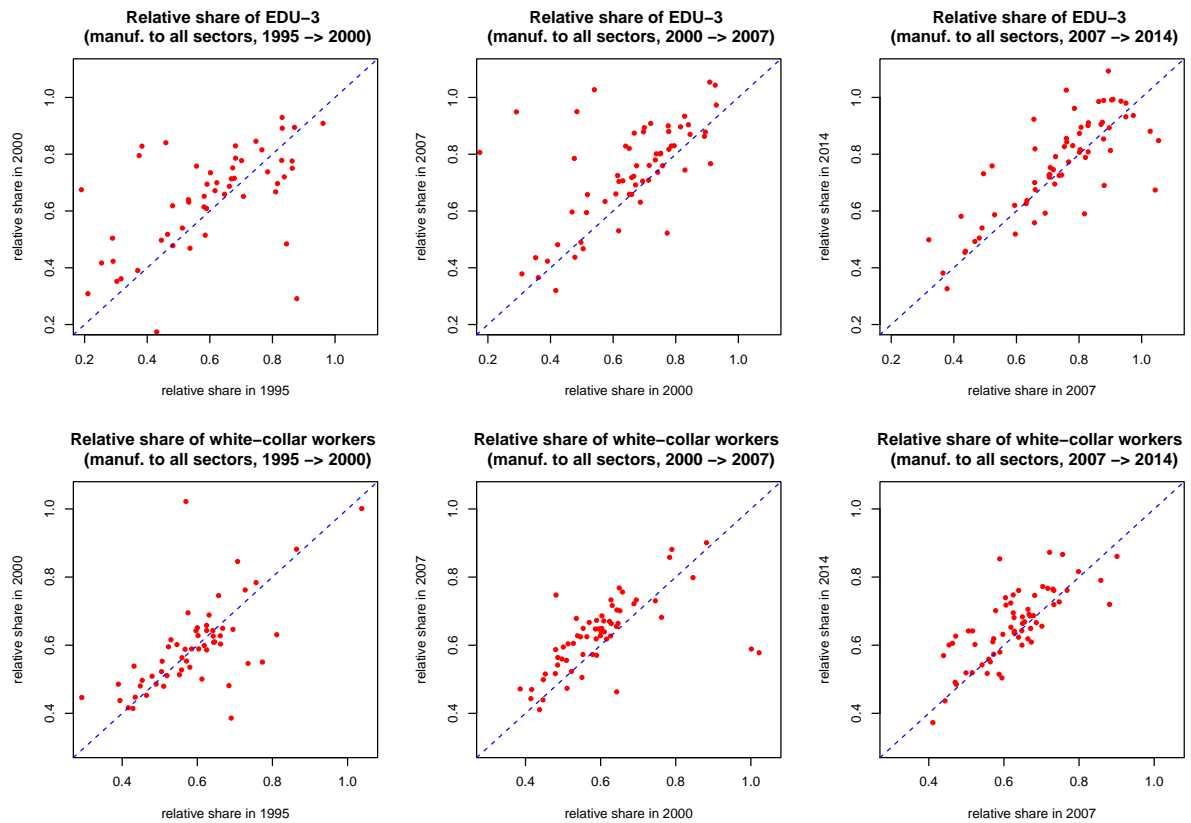 Relative share of EDU−3
(manuf. to all sectors, 1995 −> 2000)
relative share in 2000
1.0
0.8
0.6
0.4
0.2
0.2 0.4 0.6 0.8 1.0
relative share in 1995
Relative share of EDU−3
(manuf. to all sectors, 2000 −> 2007)
relative share in 2007
1.0
0.8
0.6
0.4
0.2
0.2 0.4 0.6 0.8 1.0
relative share in 2000
Relative share of EDU−3
(manuf. to all sectors, 2007 −> 2014)
relative share in 2014
1.0
0.8
0.6
0.4
0.2
0.2 0.4 0.6 0.8 1.0
relative share in 2007
Relative share of white−collar workers
(manuf. to all sectors, 1995 −> 2000)
relative share in 2000
1.0
0.8
0.6
0.4
0.4 0.6 0.8 1.0
relative share in 1995
Relative share of white−collar workers
(manuf. to all sectors, 2000 −> 2007)
relative share in 2007
1.0
0.8
0.6
0.4
0.4 0.6 0.8 1.0
relative share in 2000
Relative share of white−collar workers
(manuf. to all sectors, 2007 −> 2014)
relative share in 2014
1.0
0.8
0.6
0.4
0.4 0.6 0.8 1.0
relative share in 2007